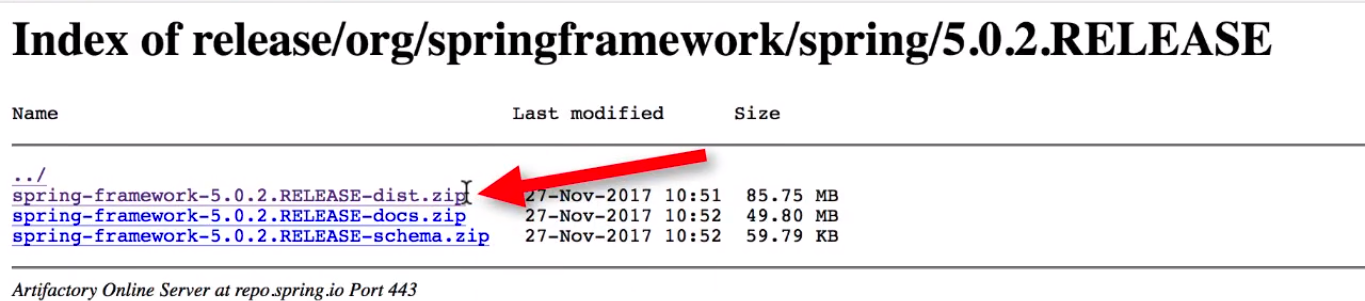 Index of release/org/springframework/spring/5.0.2.RELEASE
Name Last modified Size
../
spring-framework-5.0.2.RELEASE-dist.zip 27-Nov-2017 10:51 85.75 MB
spring-framework-5.0.2.RELEASE-docs.zip 27-Nov-2017 10:52 49.80 MB
spring-framework-5.0.2.RELEASE-schema.zip 27-Nov-2017 10:52 59.79 KB
Artifactory Online Server at repo.spring.io Port 443